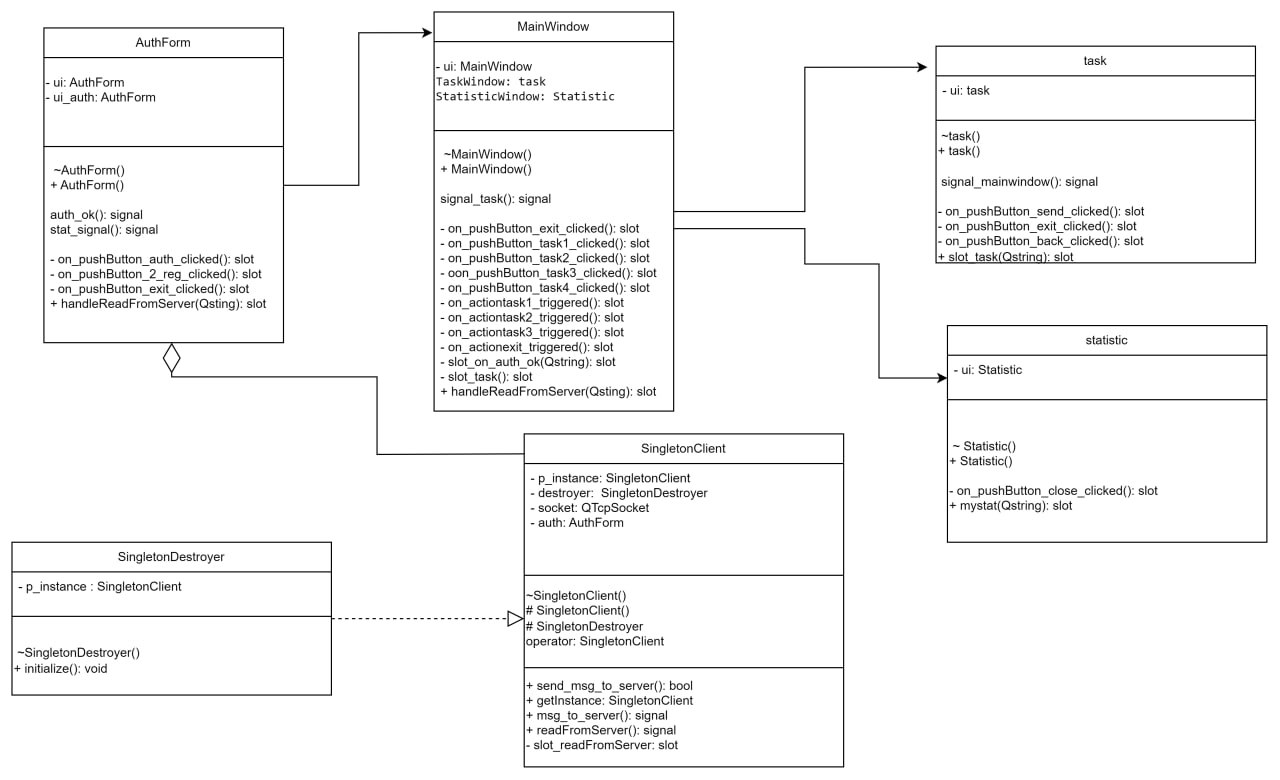 AuthForm
- ui: AuthForm
- ui_auth: AuthForm
~AuthForm()
+ AuthForm()
auth_ok(): signal
stat_signal(): signal
- on_pushButton_auth_clicked(): slot
- on_pushButton_2_reg_clicked(): slot
- on_pushButton_exit_clicked(): slot
+ handleReadFromServer(Qsting): slot
MainWindow
- ui: MainWindow
TaskWindow: task
StatisticWindow: Statistic
~MainWindow()
+ MainWindow()
signal_task(): signal
- on_pushButton_exit_clicked(): slot
- on_pushButton_task1_clicked(): slot
- on_pushButton_task2_clicked(): slot
- oon_pushButton_task3_clicked(): slot
- on_pushButton_task4_clicked(): slot
- on_actiontask1_triggered(): slot
- on_actiontask2_triggered(): slot
- on_actiontask3_triggered(): slot
- on_actionexit_triggered(): slot
- slot_on_auth_ok(Qstring): slot
- slot_task(): slot
+ handleReadFromServer(Qsting): slot
task
- ui: task
~task()
+ task()
signal_mainwindow(): signal
- on_pushButton_send_clicked(): slot
- on_pushButton_exit_clicked(): slot
- on_pushButton_back_clicked(): slot
+ slot_task(Qstring): slot
statistic
- ui: Statistic
~ Statistic()
+ Statistic()
- on_pushButton_close_clicked(): slot
+ mystat(Qstring): slot
SingletonClient
- p_instance: SingletonClient
- destroyer:  SingletonDestroyer
- socket: QTcpSocket
- auth: AuthForm
~SingletonClient()
# SingletonClient()
# SingletonDestroyer
operator: SingletonClient
+ send_msg_to_server(): bool
+ getInstance: SingletonClient
+ msg_to_server(): signal
+ readFromServer(): signal
- slot_readFromServer: slot
SingletonDestroyer
- p_instance : SingletonClient
~SingletonDestroyer()
+ initialize(): void